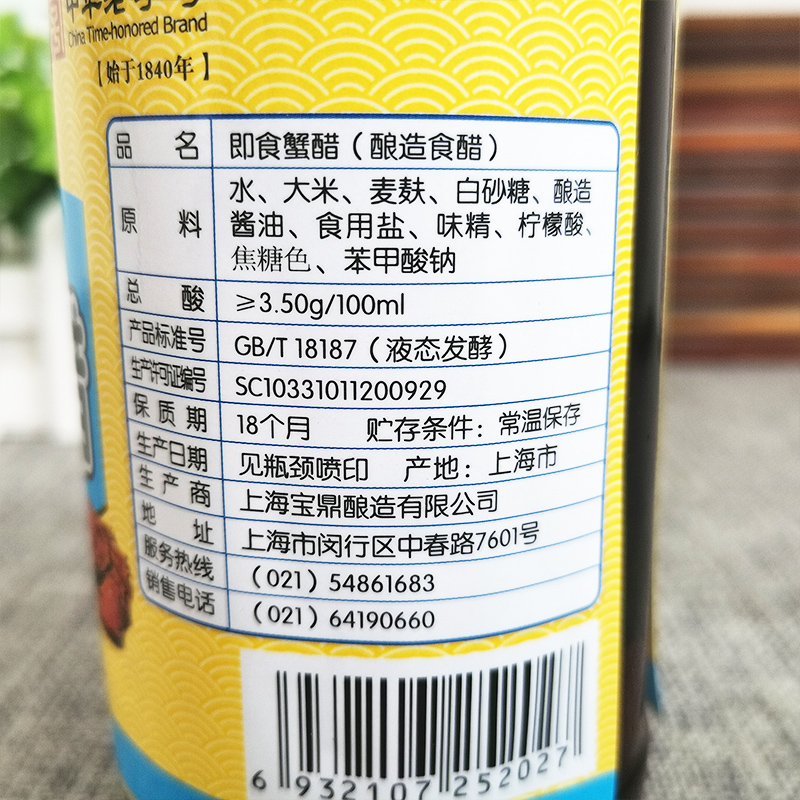 China Time-honored Brand
【始于1840年】
品名 即食蟹醋（酿造食醋）
原料 水、大米、麦麸、白砂糖、酿造
酱油、食用盐、味精、柠檬酸、
焦糖色、苯甲酸钠
总酸 ≥3.50g/100ml
产品标准号 GB/T 18187（液态发酵）
生产许可证编号 SC10331011200929
保质期 18个月 贮存条件：常温保存
生产日期 见瓶颈喷印 产地：上海市
生产商 上海宝鼎酿造有限公司
地址 上海市闵行区中春路7601号
服务热线 （021）54861683
销售电话 （021）64190660
6 932107 252027